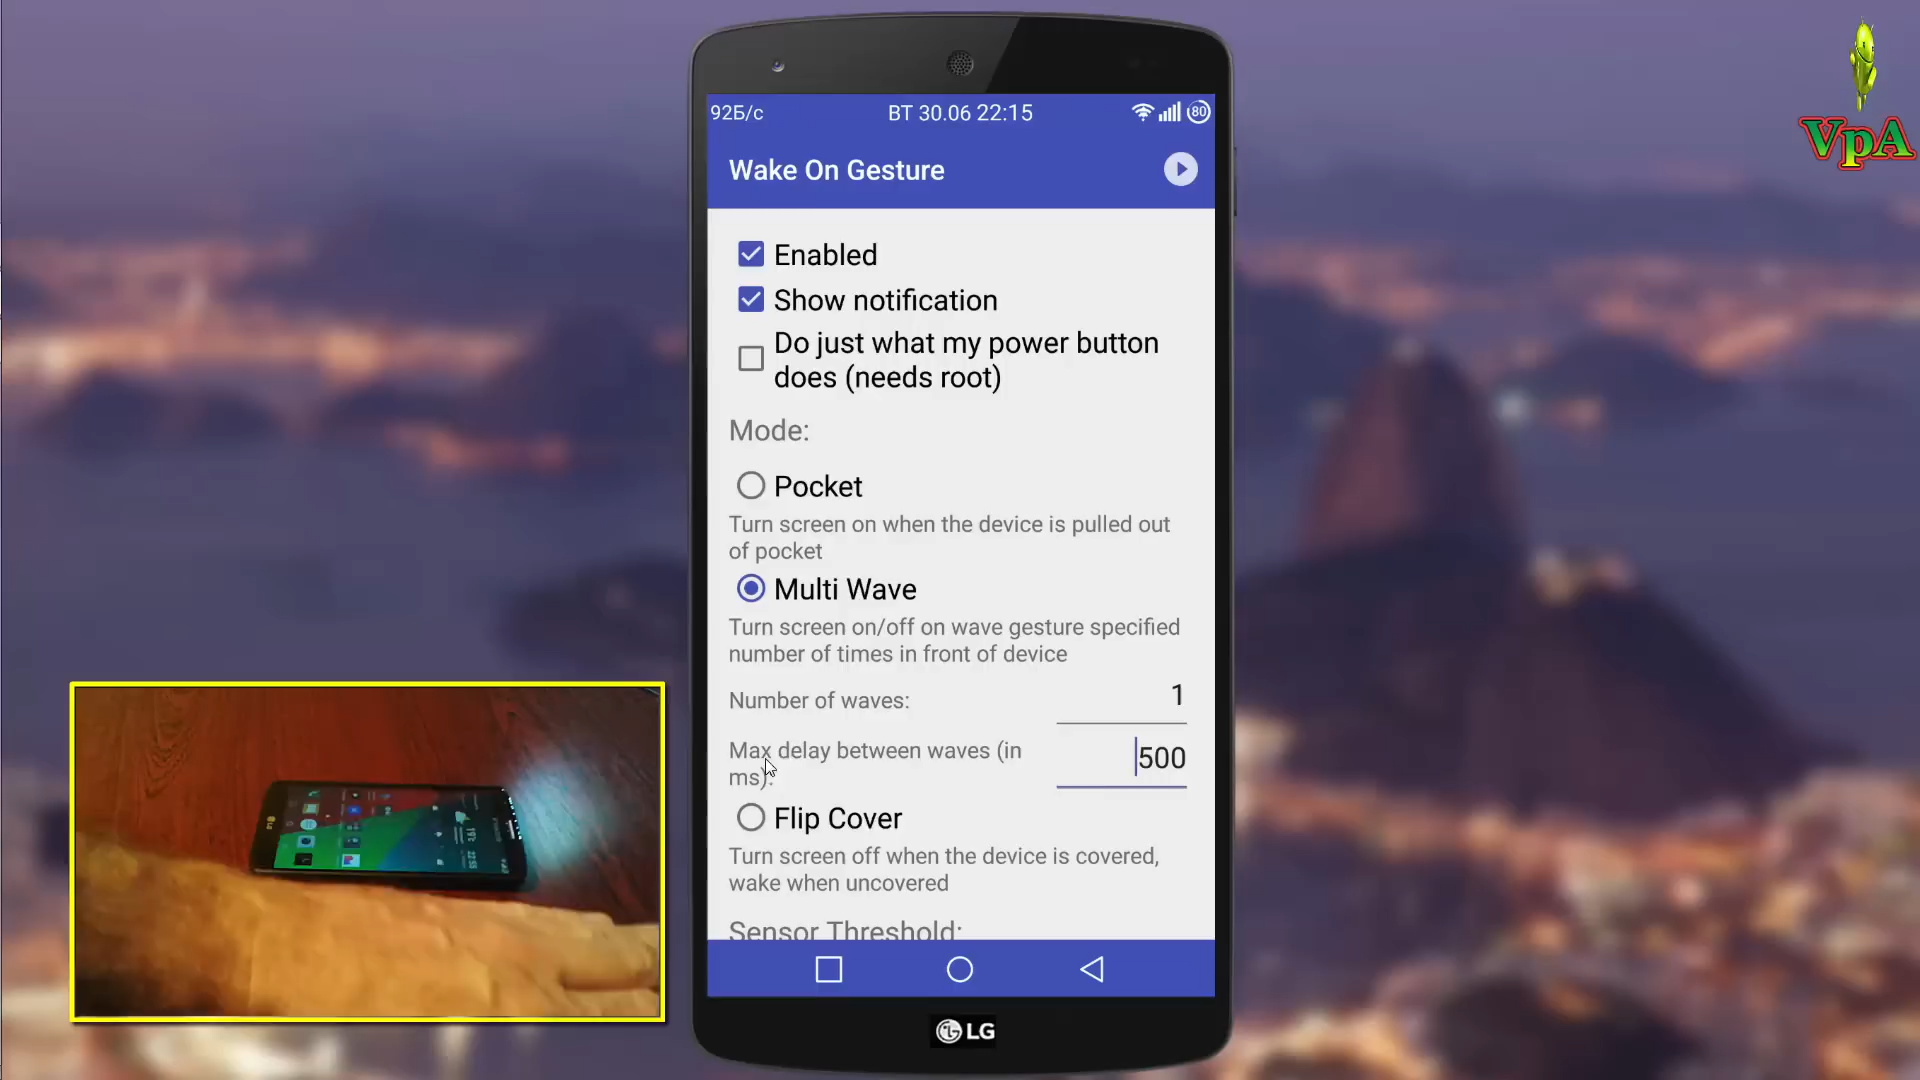 VpA
92Б/с
ВТ 30.06 22:15
80
Wake On Gesture
Enabled
Show notification
Do just what my power button
does (needs root)
Mode:
Pocket
Turn screen on when the device is pulled out
of pocket
Multi Wave
Turn screen on/off on wave gesture specified
number of times in front of device
Number of waves:
1
Max delay between waves (in
ms):
500
Flip Cover
Turn screen off when the device is covered,
wake when uncovered
Sensor Threshold:
LG